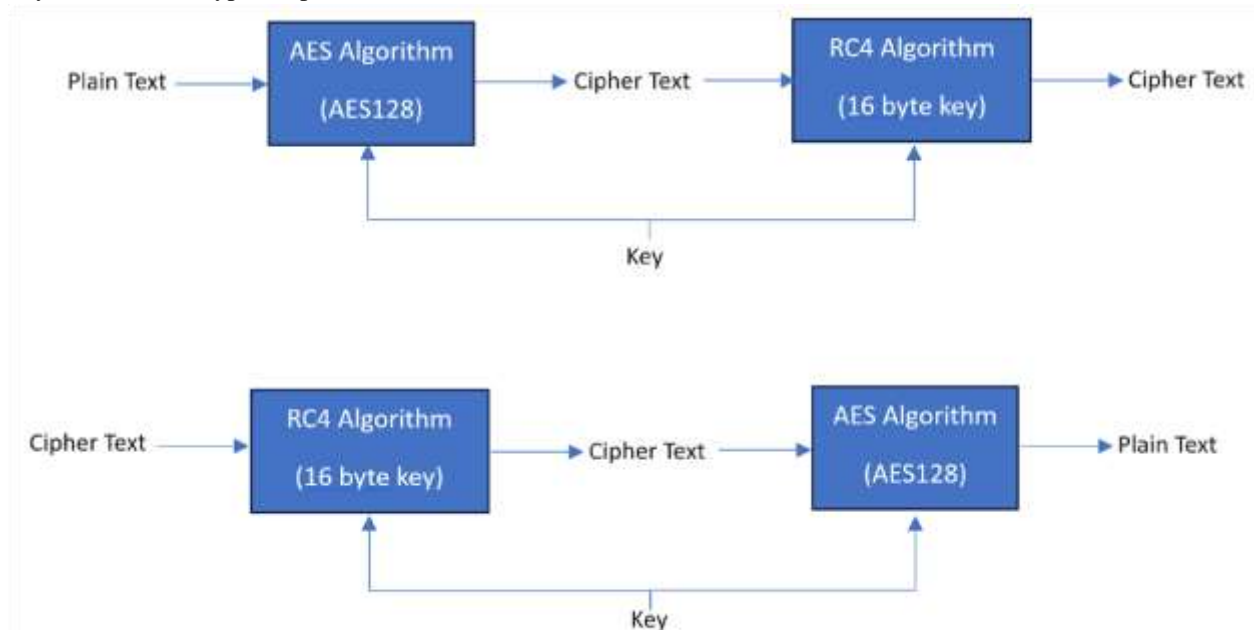 Plain Text
AES Algorithm
(AES128)
Cipher Text
RC4 Algorithm
(16 byte key)
Cipher Text
Key
Cipher Text
RC4 Algorithm
(16 byte key)
Cipher Text
AES Algorithm
(AES128)
Plain Text
Key